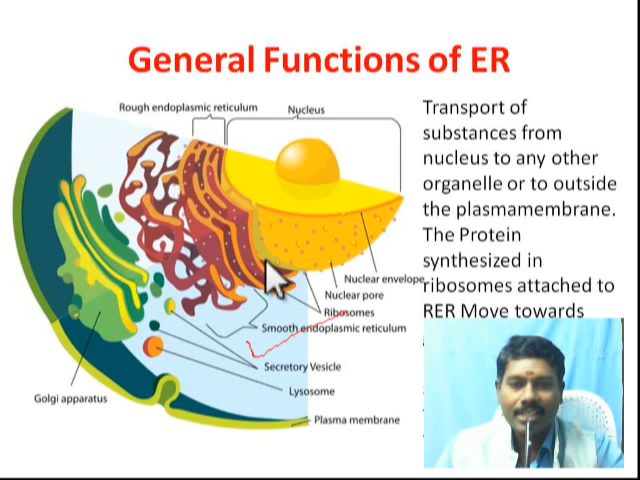 General Functions of ER
Rough endoplasmic reticulum
Nucleus
Nuclear envelope
Nuclear pore
Ribosomes
Smooth endoplasmic reticulum
Secretory Vesicle
Lysosome
Plasma membrane
Golgi apparatus
Transport of
substances from
nucleus to any other
organelle or to outside
the plasmamembrane.
The Protein
synthesized in
ribosomes attached to
RER Move towards